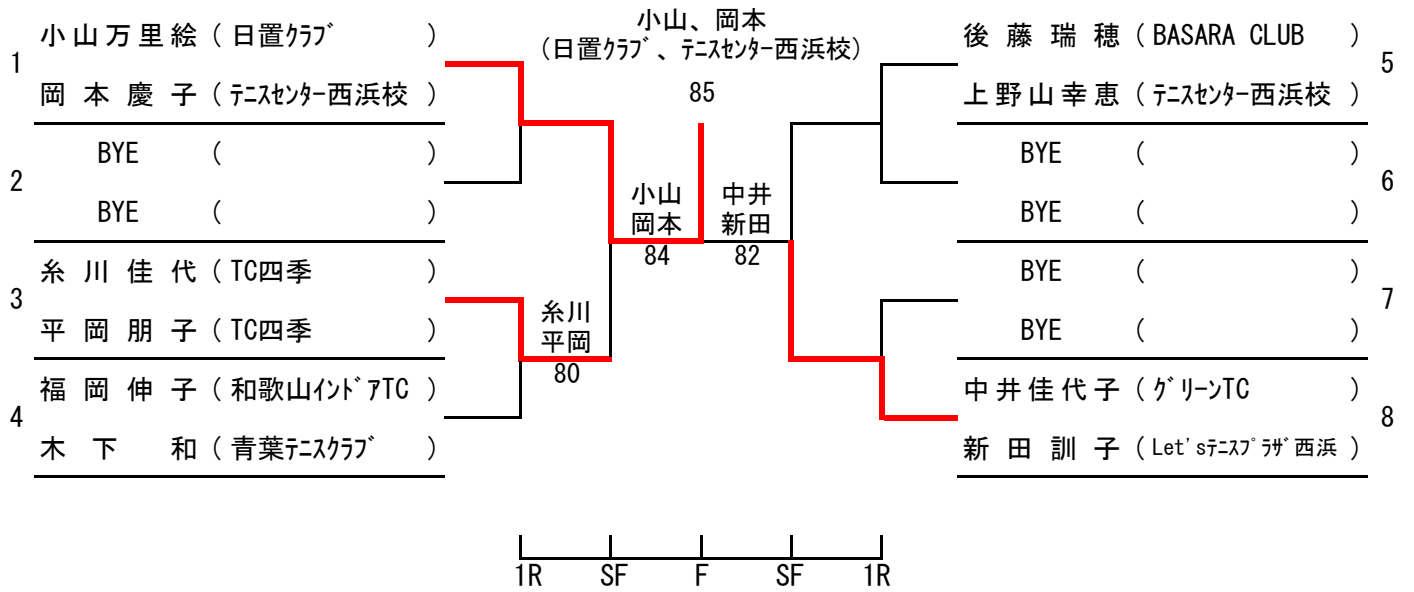 小山万里絵 ( 日置ｸﾗﾌﾞ )
1
岡本慶子 ( ﾃﾆｽｾﾝﾀｰ西浜校 )
BYE ( )
2
BYE ( )
糸川佳代 ( TC四季 )
3
平岡朋子 ( TC四季 )
福岡伸子 ( 和歌山ｲﾝﾄﾞｱTC )
4
木下 和 ( 青葉ﾃﾆｽｸﾗﾌﾞ )
小山、岡本
(日置ｸﾗﾌﾞ、ﾃﾆｽｾﾝﾀｰ西浜校)
85
小山
岡本
84
中井
新田
82
糸川
平岡
80
後藤瑞穂 ( BASARA CLUB )
5
上野山幸恵 ( ﾃﾆｽｾﾝﾀｰ西浜校 )
BYE ( )
6
BYE ( )
BYE ( )
7
BYE ( )
中井佳代子 ( ｸﾞﾘｰﾝTC )
8
新田訓子 ( Let'sﾃﾆｽﾌﾟﾗｻﾞ西浜 )
1R SF F SF 1R